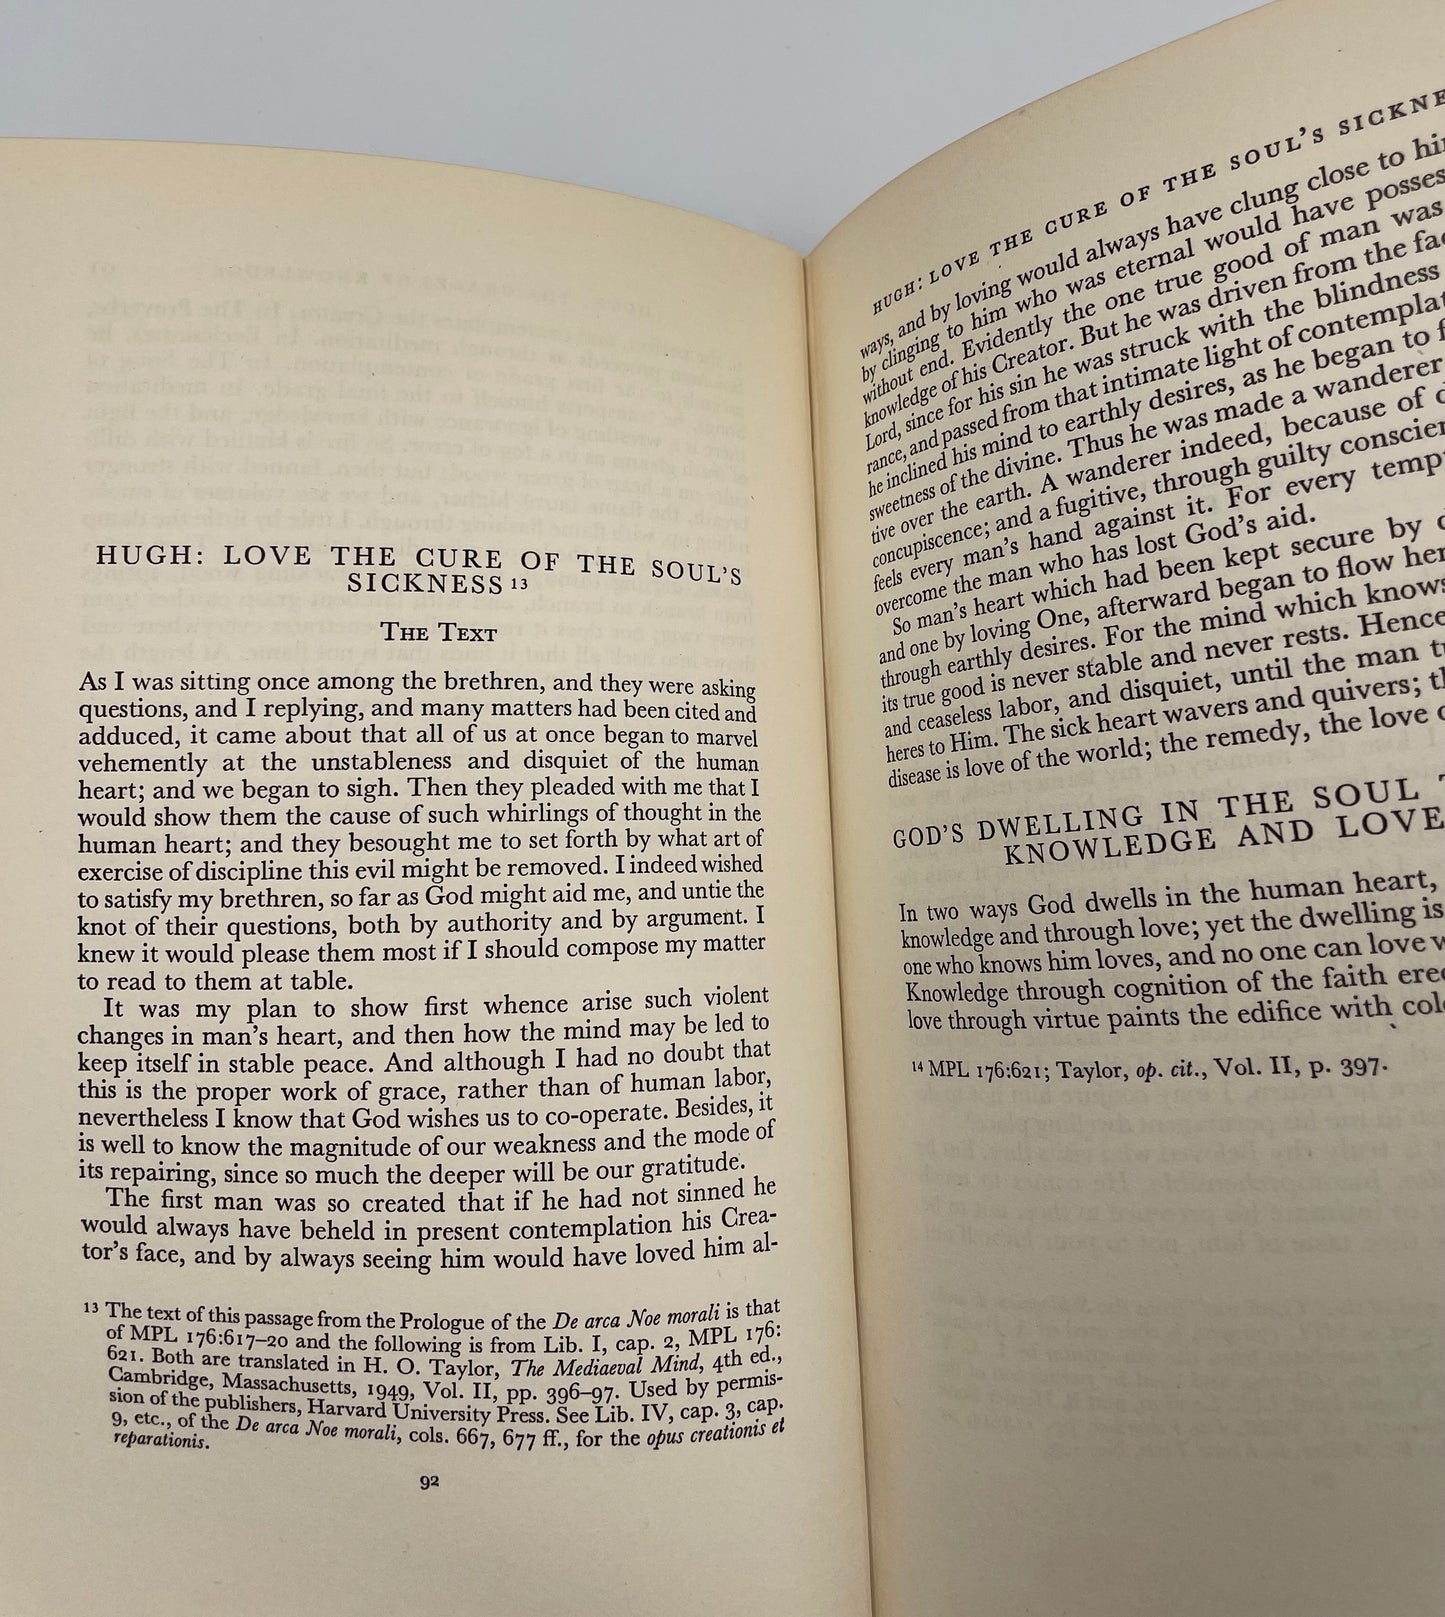 HUGH: LOVE THE CURE OF THE SOUL'S
SICKNESS 13
THE TEXT
As I was sitting once among the brethren, and they were asking
questions, and I replying, and many matters had been cited and
adduced, it came about that all of us at once began to marvel
vehemently at the unstableness and disquiet of the human
heart; and we began to sigh. Then they pleaded with me that I
would show them the cause of such whirlings of thought in the
human heart; and they besought me to set forth by what art of
exercise of discipline this evil might be removed. I indeed wished
to satisfy my brethren, so far as God might aid me, and untie the
knot of their questions, both by authority and by argument. I
knew it would please them most if I should compose my matter
to read to them at table.
It was my plan to show first whence arise such violent
changes in man's heart, and then how the mind may be led to
keep itself in stable peace. And although I had no doubt that
this is the proper work of grace, rather than of human labor,
nevertheless I know that God wishes us to co-operate. Besides, it
is well to know the magnitude of our weakness and the mode of
its repairing, since so much the deeper will be our gratitude.
The first man was so created that if he had not sinned he
would always have beheld in present contemplation his Crea-
tor's face, and by always seeing him would have loved him al-
13 The text of this passage from the Prologue of the De arca Noe morali is that
of MPL 176:617–20 and the following is from Lib. I, cap. 2, MPL 176:
621. Both are translated in H. O. Taylor, The Mediaeval Mind, 4th ed.,
Cambridge, Massachusetts, 1949, Vol. II, pp. 396–97. Used by permis-
sion of the publishers, Harvard University Press. See Lib. IV, cap. 3, cap.
9, etc., of the De arca Noe morali, cols. 667, 677 ff., for the opus creationis et
reparationis.
92
HUGH: LOVE THE CURE OF THE SOUL'S
ways, and by loving would always have clung close to
by clinging to him who was eternal would have
without end. Evidently the one true good of man was
knowledge of his Creator. But he was driven from the
Lord, since for his sin he was struck with the blindness
rance, and passed from that intimate light of
he inclined his mind to earthly desires, as he began to
sweetness of the divine. Thus he was made a wanderer
tive over the earth. A wanderer indeed, because of
concupiscence; and a fugitive, through guilty
feels every man's hand against it. For every
overcome the man who has lost God's aid.
So man's heart which had been kept secure by
and one by loving One, afterward began to flow
through earthly desires. For the mind which knows
its true good is never stable and never rests. Hence
and ceaseless labor, and disquiet, until the man
heres to Him. The sick heart wavers and quivers;
disease is love of the world; the remedy, the love
GOD'S DWELLING IN THE SOUL
KNOWLEDGE AND LOVE
In two ways God dwells in the human heart,
knowledge and through love; yet the dwelling is
one who knows him loves, and no one can love
Knowledge through cognition of the faith
love through virtue paints the edifice with
14 MPL 176:621; Taylor, op. cit., Vol. II, p. 397.